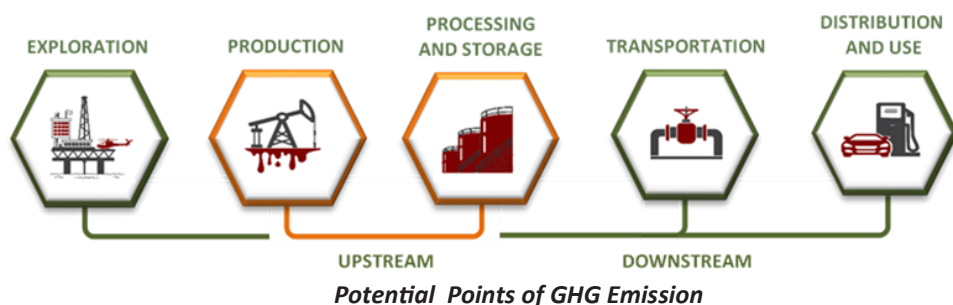 EXPLORATION
PRODUCTION
PROCESSING
AND STORAGE
TRANSPORTATION
DISTRIBUTION
AND USE
UPSTREAM
DOWNSTREAM
Potential Points of GHG Emission